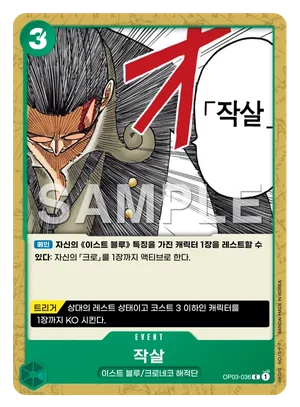 3
「작살」
SAMPLE
메인 자신의 《이스트 블루》 특징을 가진 캐릭터 1장을 레스트할 수
있다: 자신의 「크로」를 1장까지 액티브로 한다.
트리거 상대의 레스트 상태이고 코스트 3 이하인 캐릭터를
1장까지 KO 시킨다.
EVENT
작살
이스트 블루/크로네코 해적단
OP03-036